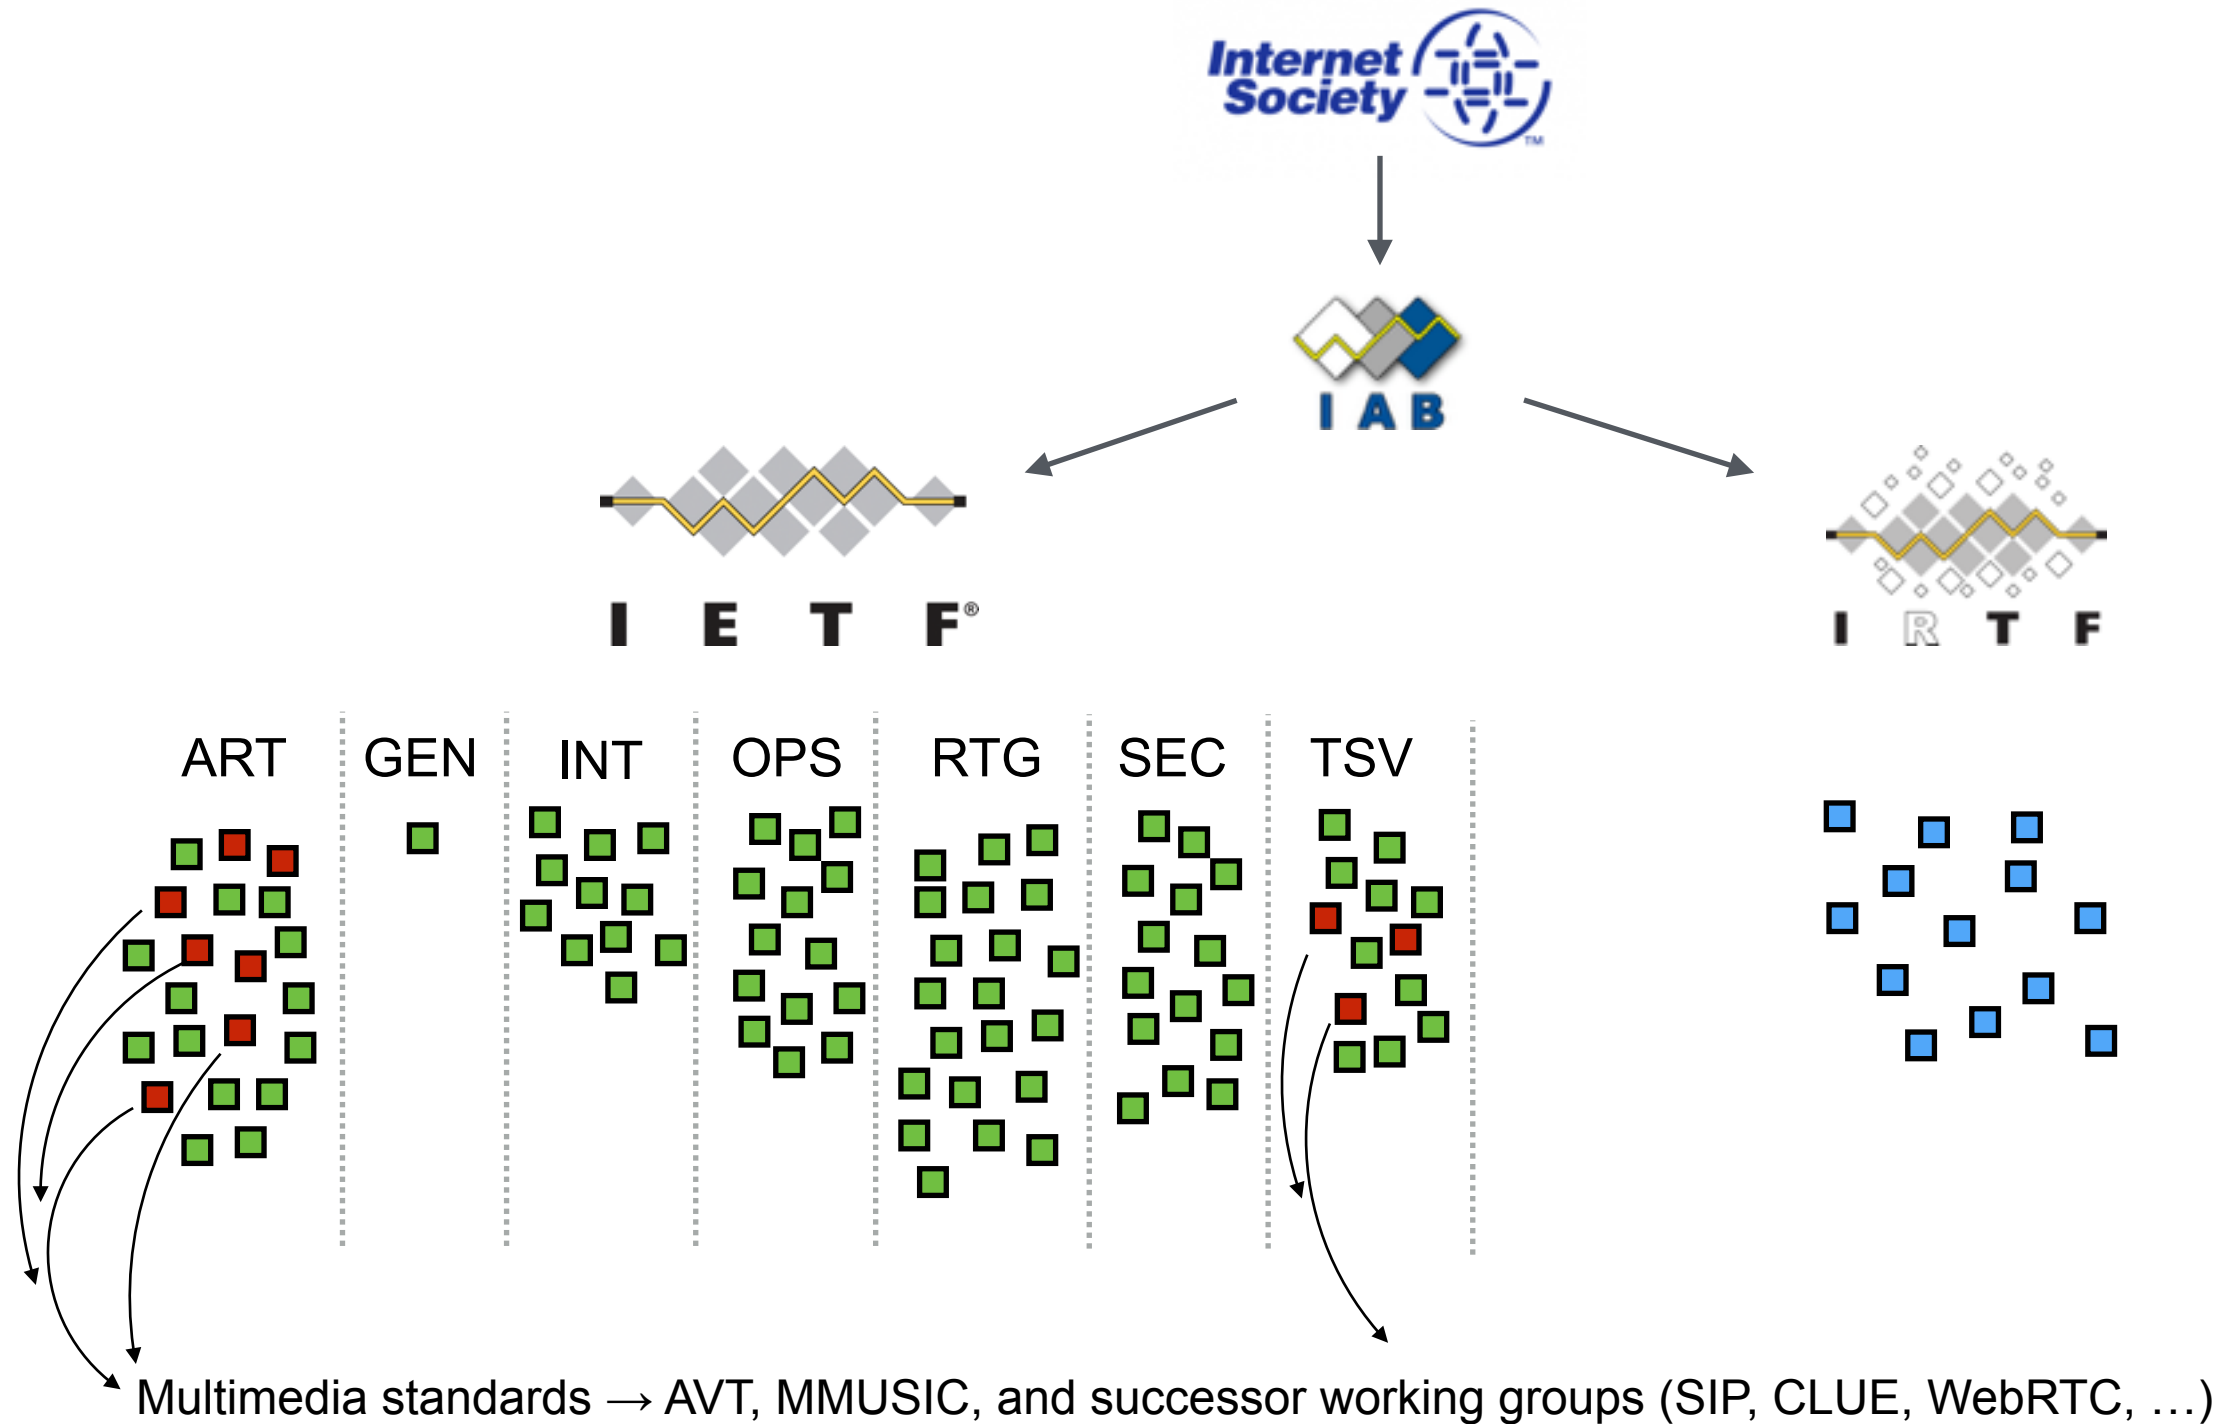 Internet
Society
TM
I A B
I E T F®
I R T F
ART GEN INT OPS RTG SEC TSV
Multimedia standards → AVT, MMUSIC, and successor working groups (SIP, CLUE, WebRTC, …)